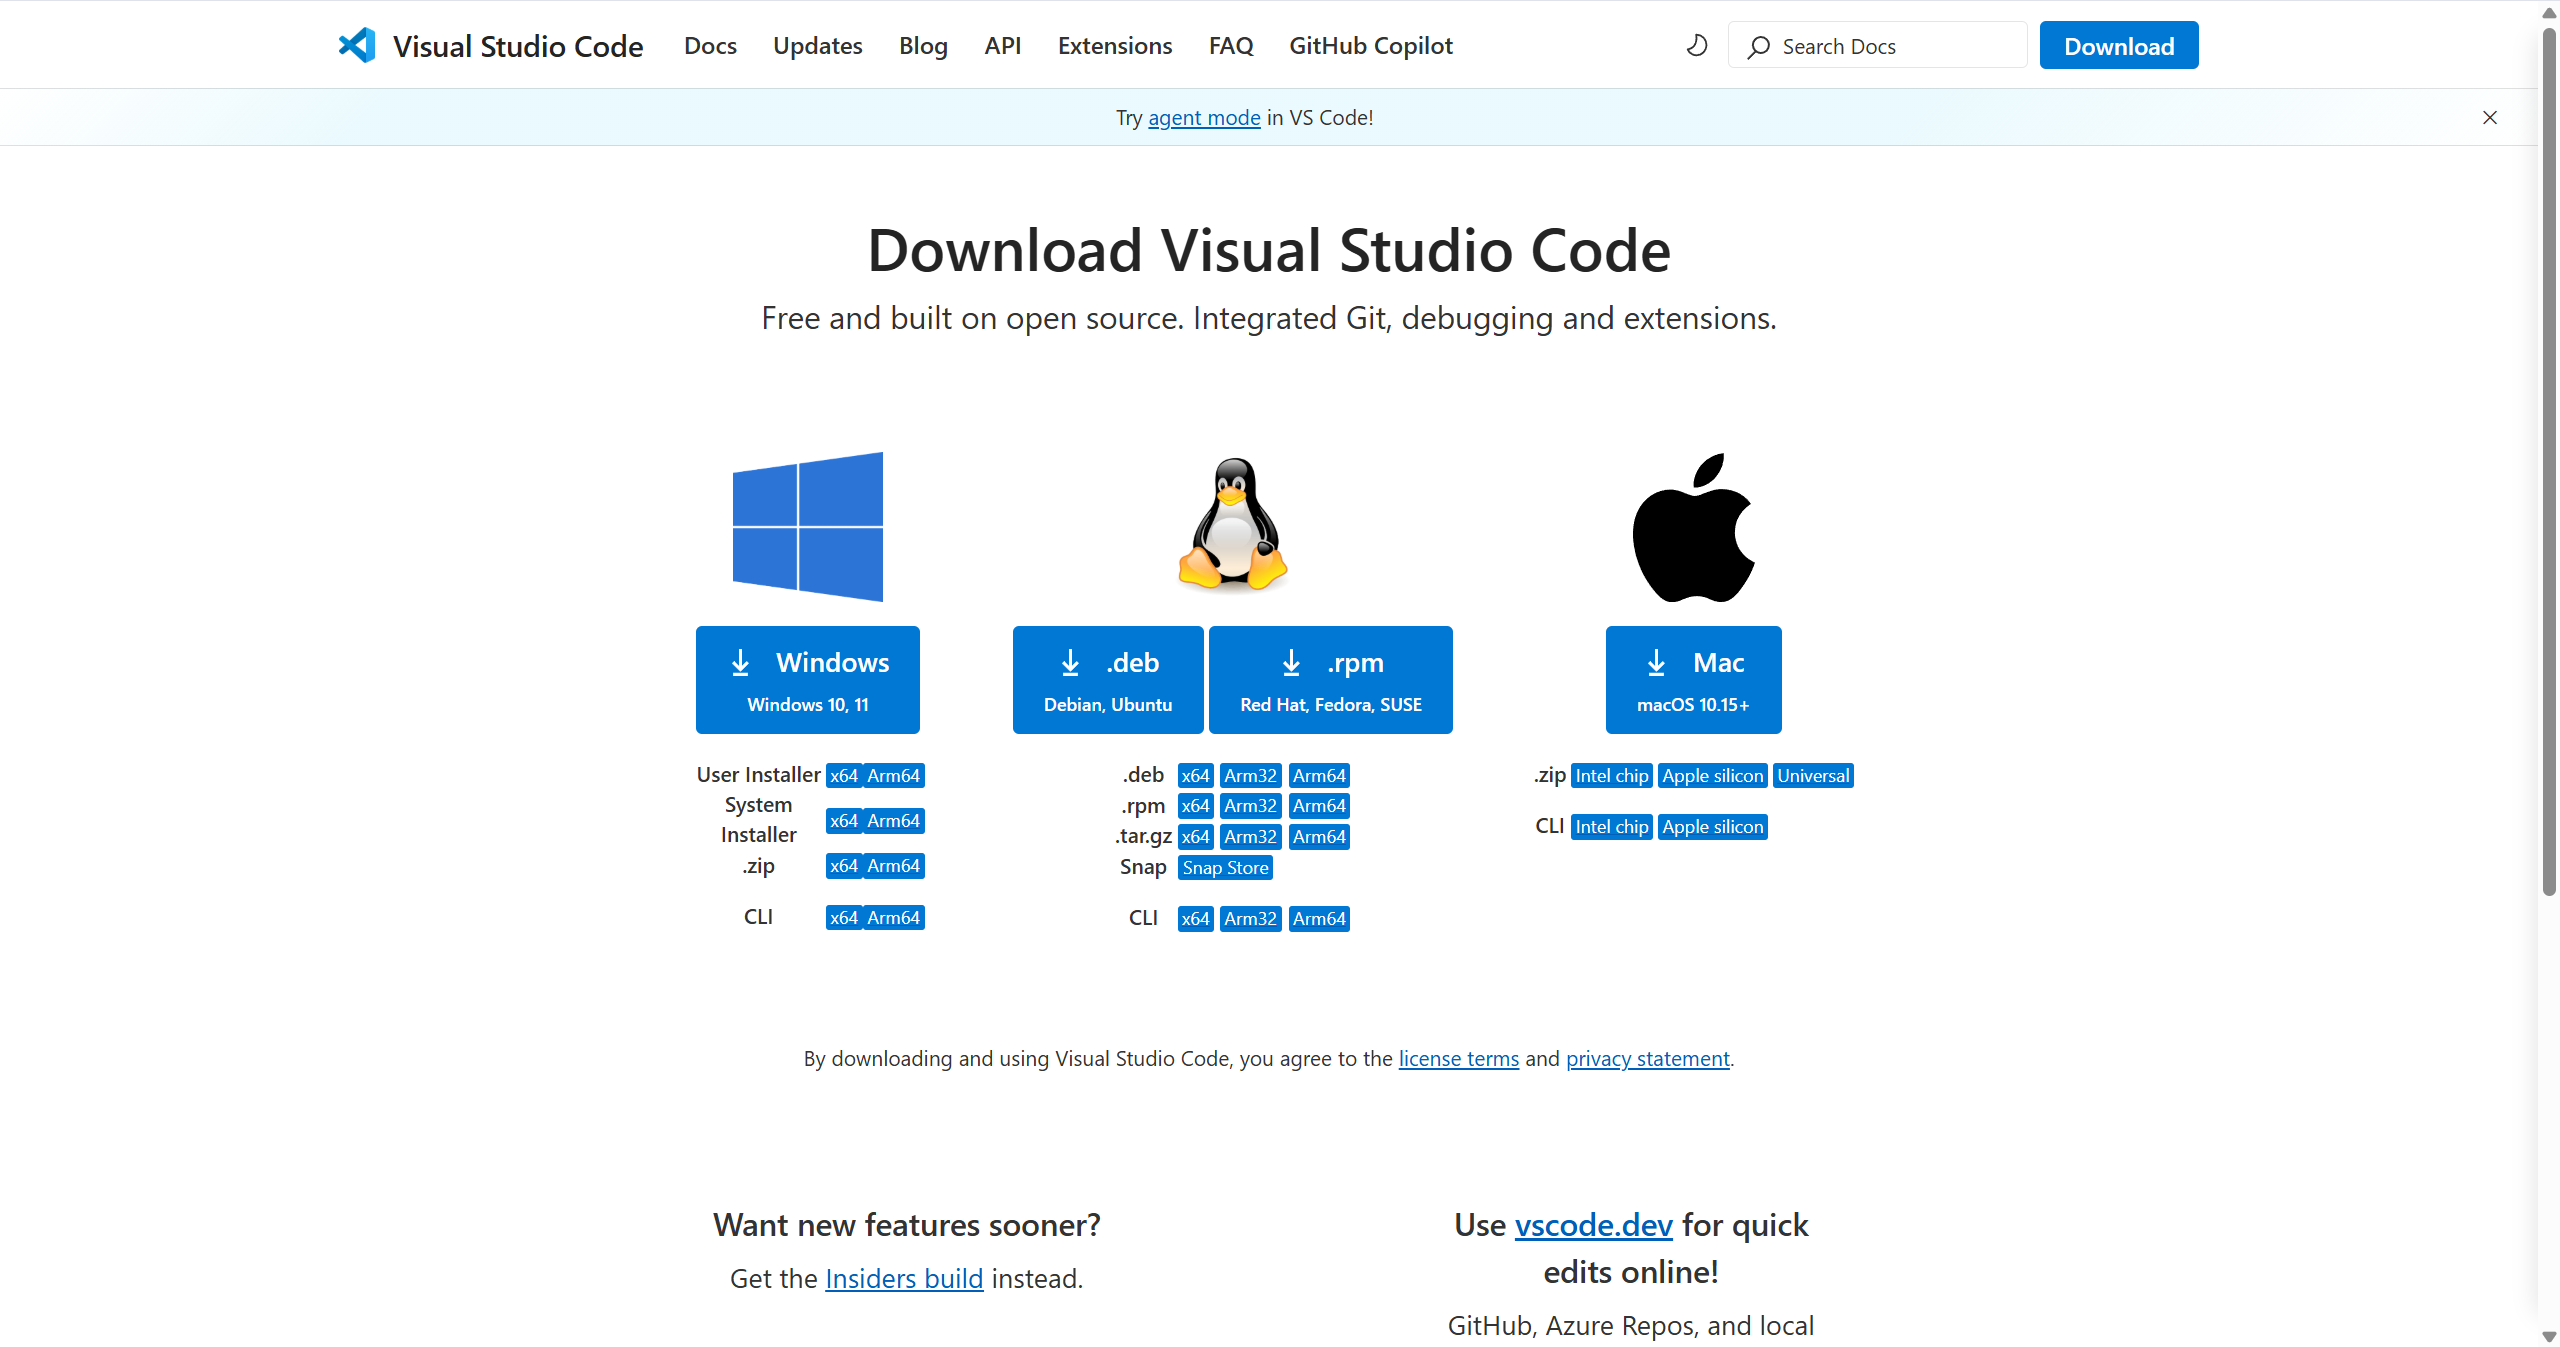 Visual Studio Code Docs Updates Blog API Extensions FAQ GitHub Copilot Search Docs Download
Try agent mode in VS Code!
Download Visual Studio Code
Free and built on open source. Integrated Git, debugging and extensions.
Windows
Windows 10, 11
User Installer x64 Arm64
System
Installer x64 Arm64
.zip x64 Arm64
CLI x64 Arm64
.deb
Debian, Ubuntu
.rpm
Red Hat, Fedora, SUSE
.deb x64 Arm32 Arm64
.rpm x64 Arm32 Arm64
.tar.gz x64 Arm32 Arm64
Snap Snap Store
CLI x64 Arm32 Arm64
Mac
macOS 10.15+
.zip Intel chip Apple silicon Universal
CLI Intel chip Apple silicon
By downloading and using Visual Studio Code, you agree to the license terms and privacy statement.
Want new features sooner?
Get the Insiders build instead.
Use vscode.dev for quick
edits online!
GitHub, Azure Repos, and local